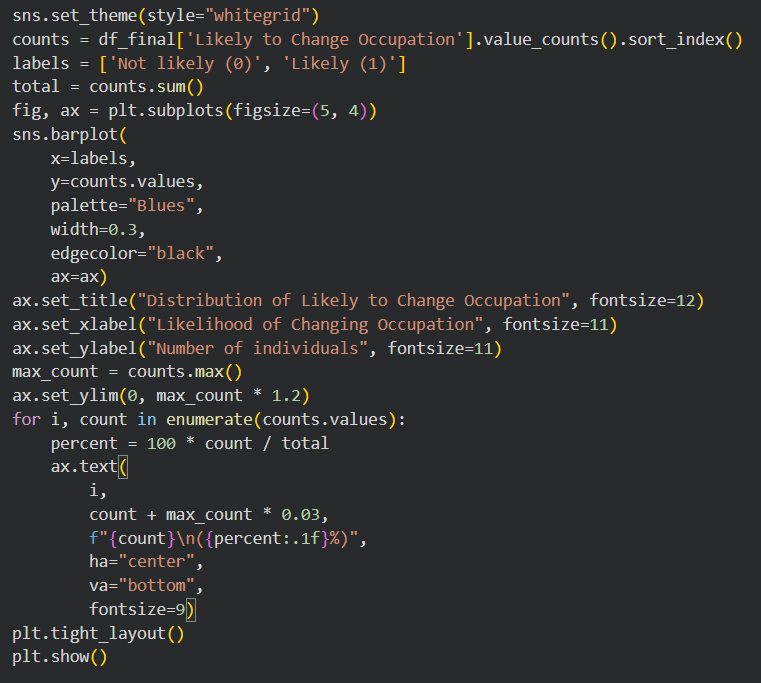 sns.set_theme(style="whitegrid")
counts = df_final['Likely to Change Occupation'].value_counts().sort_index()
labels = ['Not likely (0)', 'Likely (1)']
total = counts.sum()
fig, ax = plt.subplots(figsize=(5, 4))
sns.barplot(
    x=labels,
    y=counts.values,
    palette="Blues",
    width=0.3,
    edgecolor="black",
    ax=ax)
ax.set_title("Distribution of Likely to Change Occupation", fontsize=12)
ax.set_xlabel("Likelihood of Changing Occupation", fontsize=11)
ax.set_ylabel("Number of individuals", fontsize=11)
max_count = counts.max()
ax.set_ylim(0, max_count * 1.2)
for i, count in enumerate(counts.values):
    percent = 100 * count / total
    ax.text(
        i,
        count + max_count * 0.03,
        f"{count}\n({percent:.1f}%)",
        ha="center",
        va="bottom",
        fontsize=9)
plt.tight_layout()
plt.show()